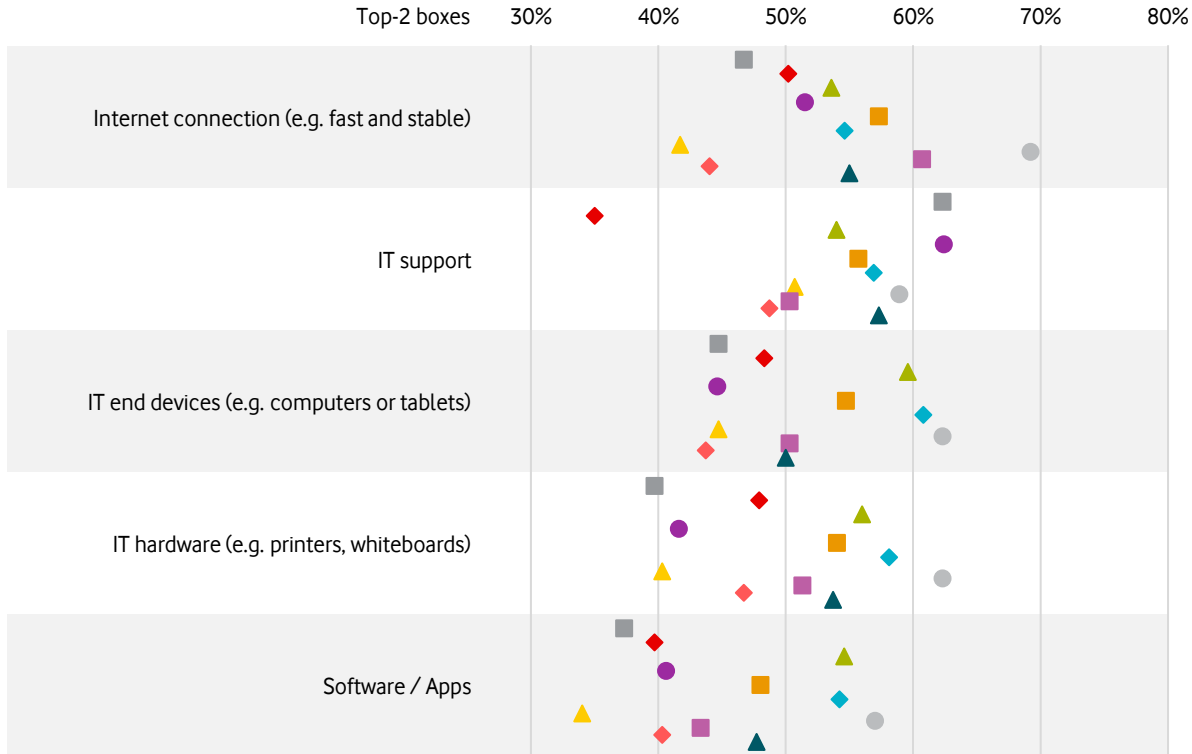 Top-2 boxes 30% 40% 50% 60% 70% 80%
Internet connection (e.g. fast and stable)
IT support
IT end devices (e.g. computers or tablets)
IT hardware (e.g. printers, whiteboards)
Software / Apps